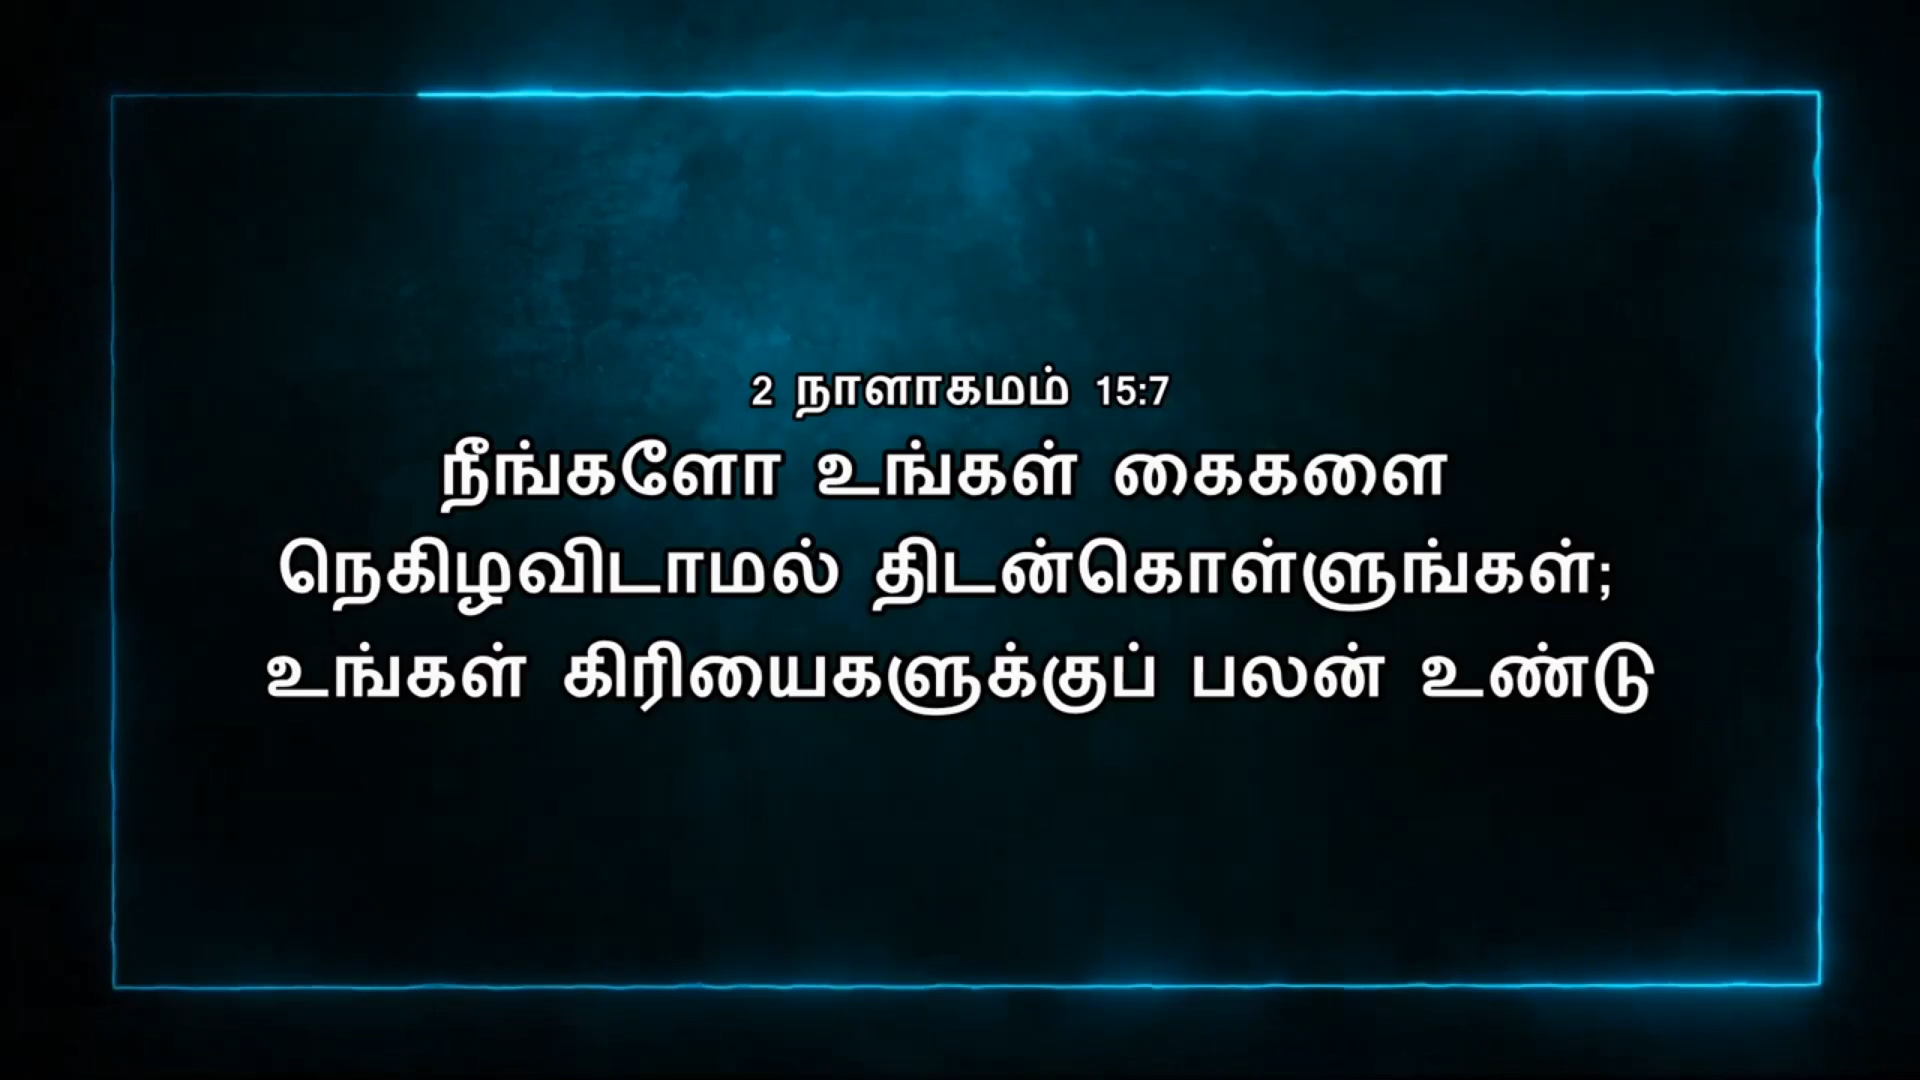 2 நாளாகமம் 15:7
நீங்களோ உங்கள் கைகளை
நெகிழவிடாமல் திடன்கொள்ளுங்கள்;
உங்கள் கிரியைகளுக்குப் பலன் உண்டு